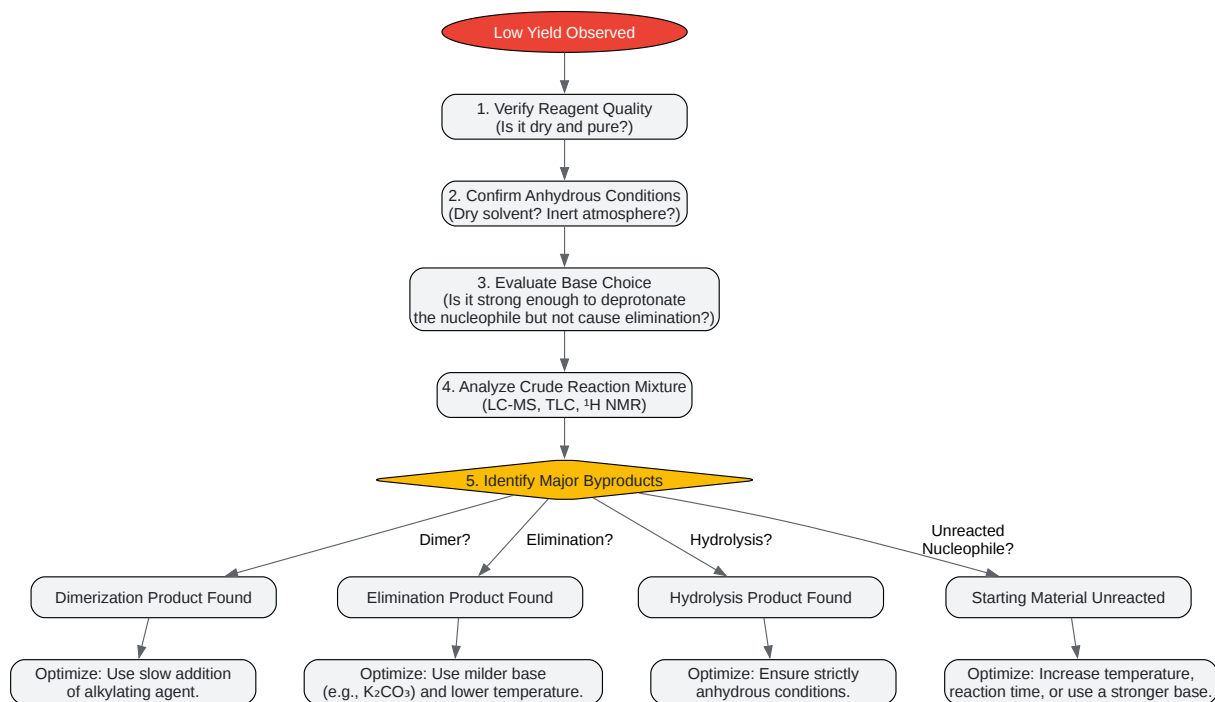 Low Yield Observed
1. Verify Reagent Quality
(Is it dry and pure?)
2. Confirm Anhydrous Conditions
(Dry solvent? Inert atmosphere?)
3. Evaluate Base Choice
(Is it strong enough to deprotonate
the nucleophile but not cause elimination?)
4. Analyze Crude Reaction Mixture
(LC-MS, TLC, ¹H NMR)
5. Identify Major Byproducts
Dimer?
Elimination?
Hydrolysis?
Unreacted
Nucleophile?
Dimerization Product Found
Elimination Product Found
Hydrolysis Product Found
Starting Material Unreacted
Optimize: Use slow addition
of alkylating agent.
Optimize: Use milder base
(e.g., K₂CO₃) and lower temperature.
Optimize: Ensure strictly
anhydrous conditions.
Optimize: Increase temperature,
reaction time, or use a stronger base.